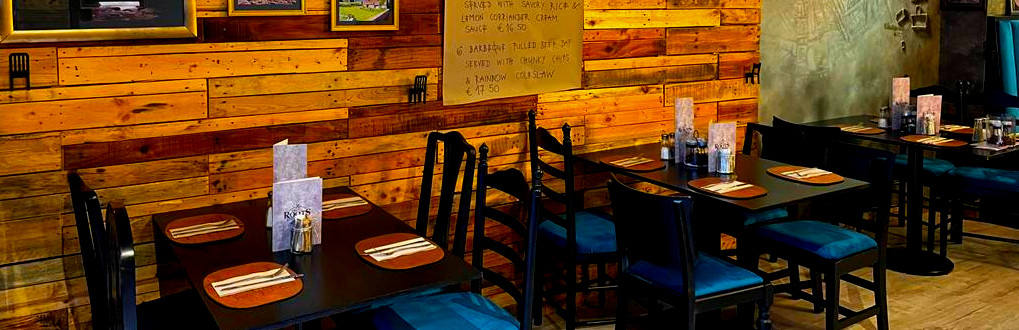 SERVED WITH SAVORY RICE &
LEMON CORRIANDER CREAM
SAUCE €16.50
6 BARBEQUE PULLED BEEF BAP
SERVED WITH CHUNKY CHIPS
& RAINBOW COLESLAW
€17.50
ROOTS